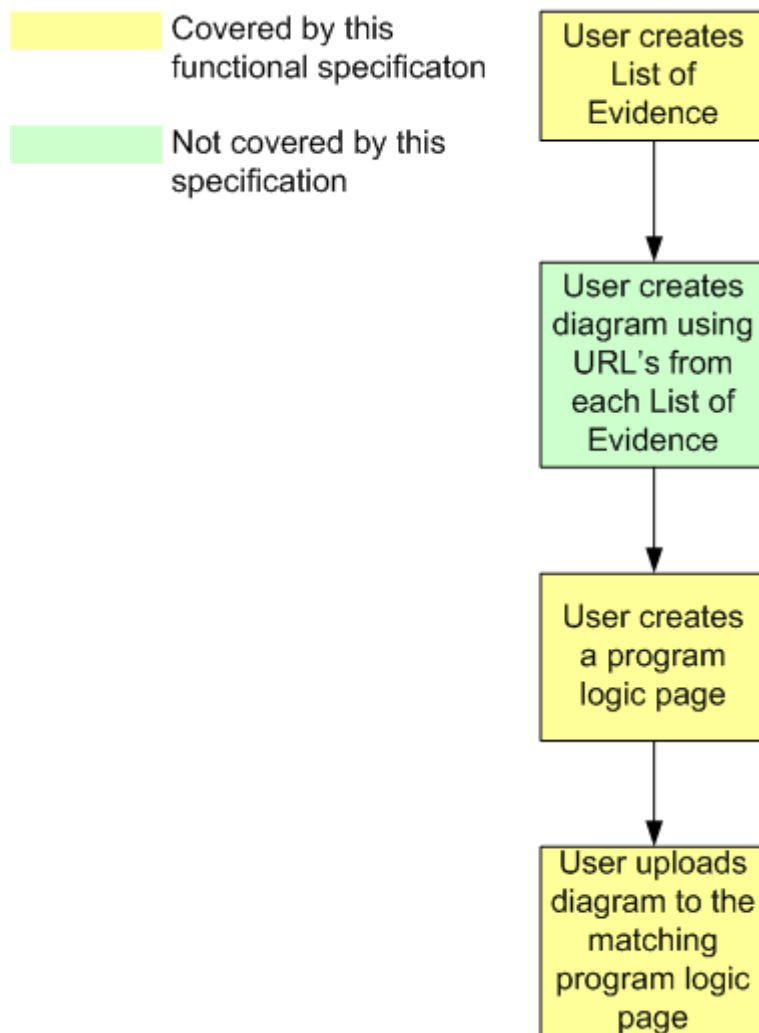 Covered by this
functional specificaton
Not covered by this
specification
User creates
List of
Evidence
User creates
diagram using
URL's from
each List of
Evidence
User creates
a program
logic page
User uploads
diagram to the
matching
program logic
page